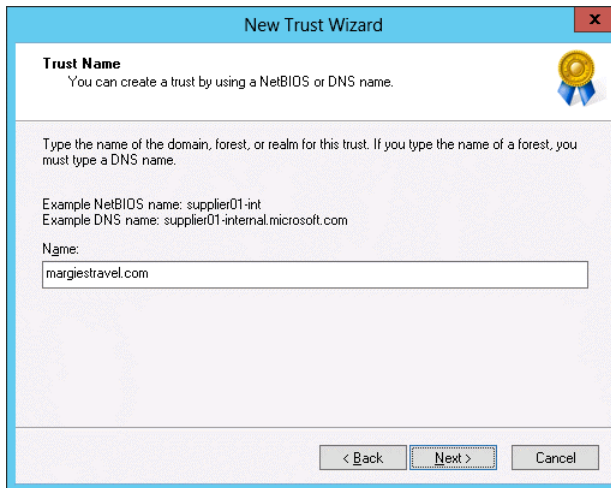 New Trust Wizard
x
Trust Name
You can create a trust by using a NetBIOS or DNS name.
Type the name of the domain, forest, or realm for this trust. If you type the name of a forest, you
must type a DNS name.
Example NetBIOS name: supplier01-int
Example DNS name: supplier01-internal.microsoft.com
Name:
margiestravel.com
< Back
Next >
Cancel